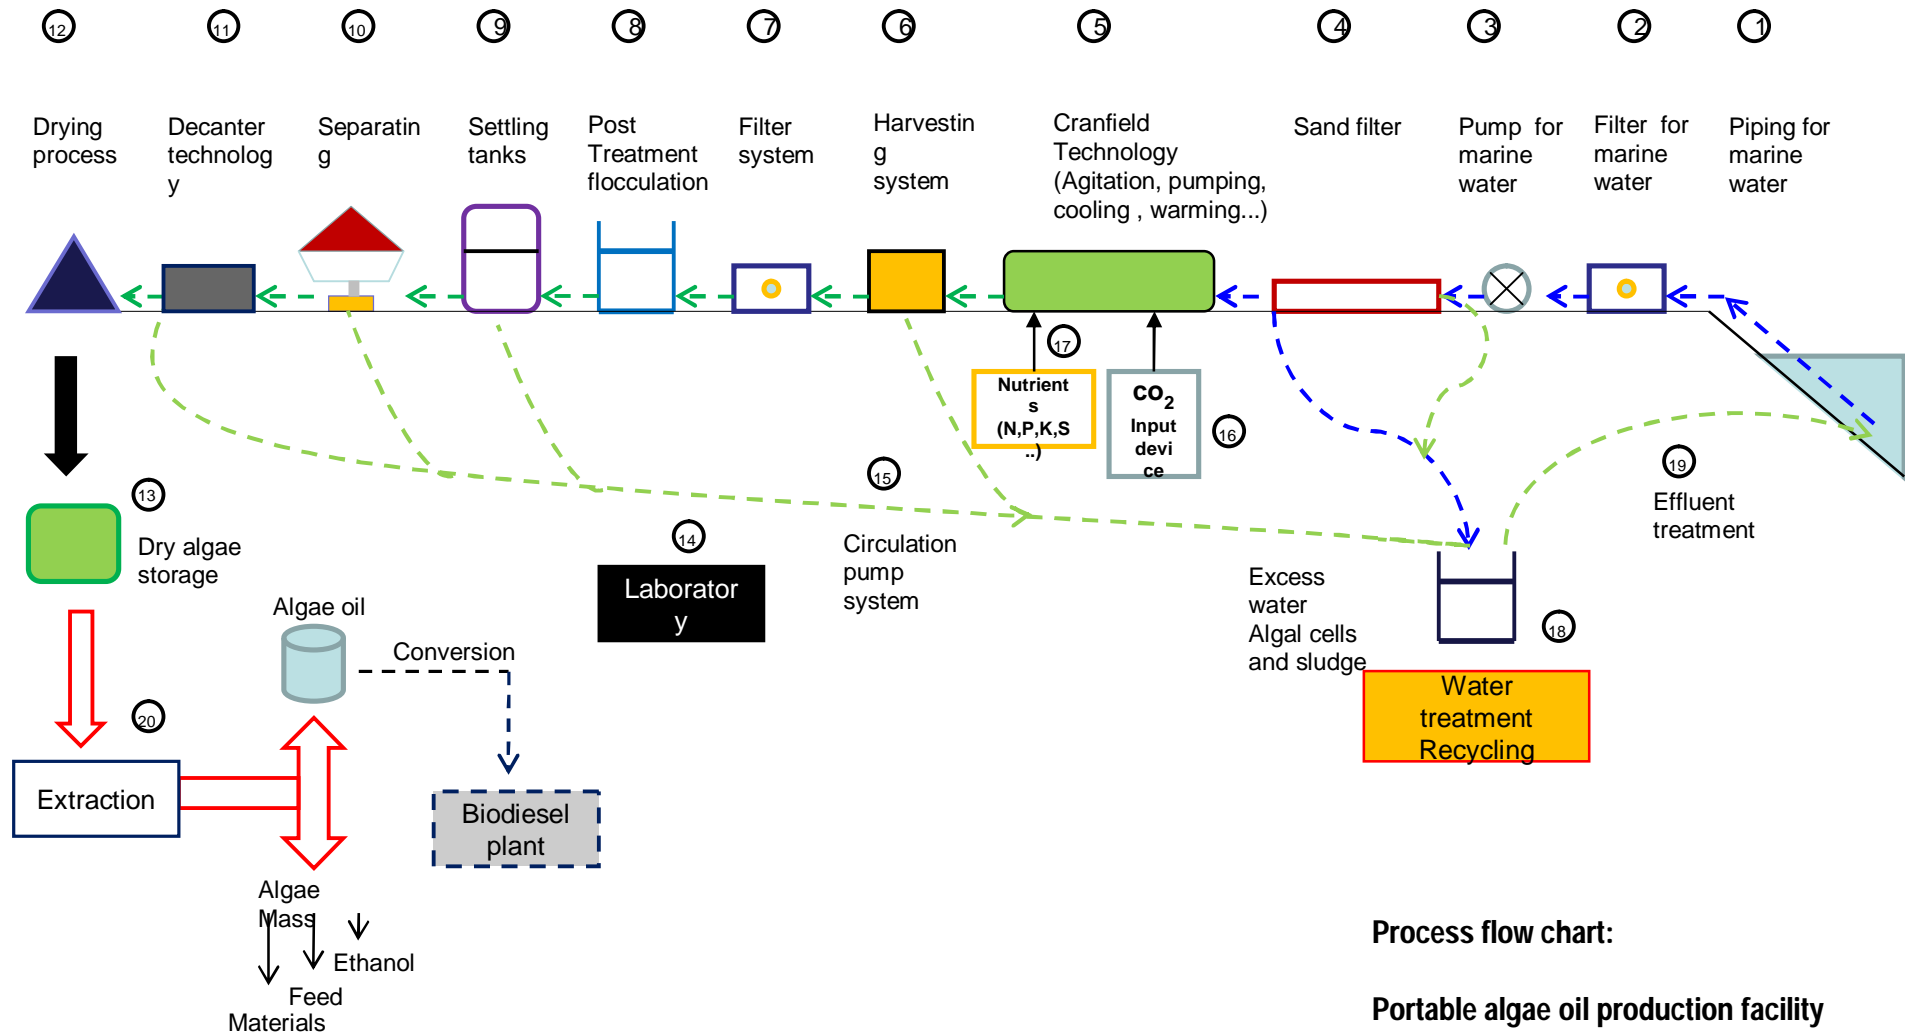 12
11
10
9
8
7
6
5
4
3
2
1
Drying
process
Decanter
technolog
y
Separatin
g
Settling
tanks
Post
Treatment
flocculation
Filter
system
Harvestin
g
system
Cranfield
Technology
(Agitation, pumping,
cooling , warming...)
Sand filter
Pump for
marine
water
Filter for
marine
water
Piping for
marine
water
17
Nutrient
s
(N,P,K,S
..)
CO2
Input
devi
ce
16
15
Circulation
pump
system
19
Effluent
treatment
13
Dry algae
storage
14
Laborator
y
Excess
water
Algal cells
and sludge
18
Water
treatment
Recycling
Algae oil
Conversion
20
Extraction
Biodiesel
plant
Algae
Mass
Ethanol
Feed
Materials
Process flow chart:
Portable algae oil production facility